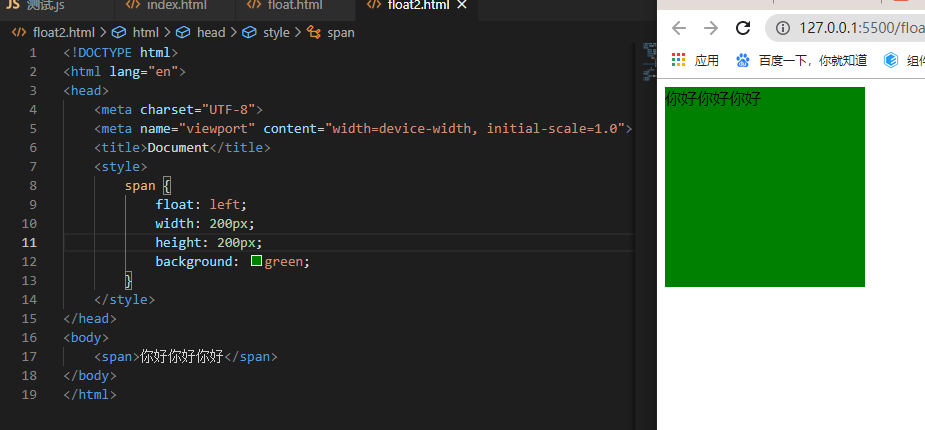 JS 测试.js index.html float.html float2.html ×
float2.html > html > head > style > span
1 <!DOCTYPE html>
2 <html lang="en">
3 <head>
4 <meta charset="UTF-8">
5 <meta name="viewport" content="width=device-width, initial-scale=1.0">
6 <title>Document</title>
7 <style>
8 span {
9 float: left;
10 width: 200px;
11 height: 200px;
12 background: green;
13 }
14 </style>
15 </head>
16 <body>
17 <span>你好你好你好</span>
18 </body>
19 </html>
127.0.0.1:5500/floa
应用 百度一下,你就知道 组件
你好你好你好